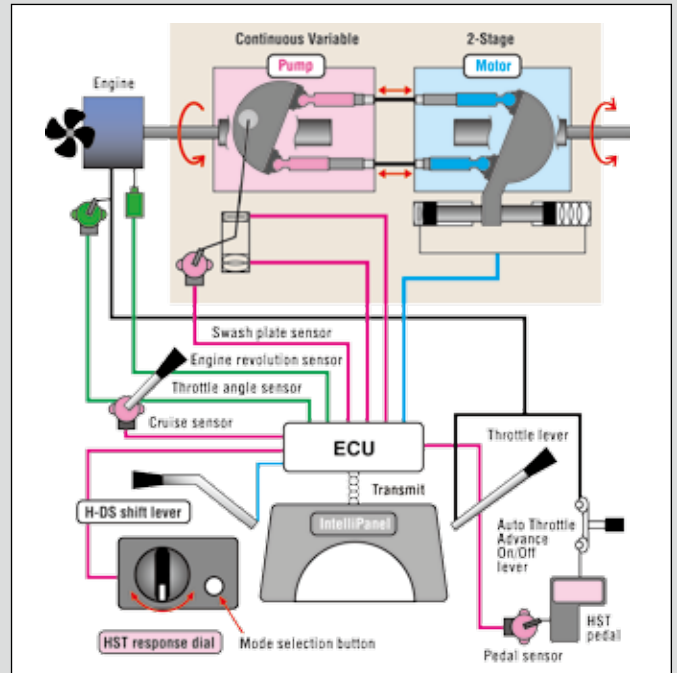 Continuous Variable
2-Stage
Pump
Motor
Engine
Swash plate sensor
Engine revolution sensor
Throttle angle sensor
Cruise sensor
ECU
Throttle lever
Transmit
H-DS shift lever
IntelliPanel
Auto Throttle
Advance
On/Off
lever
HST response dial
Mode selection button
HST
pedal
Pedal sensor